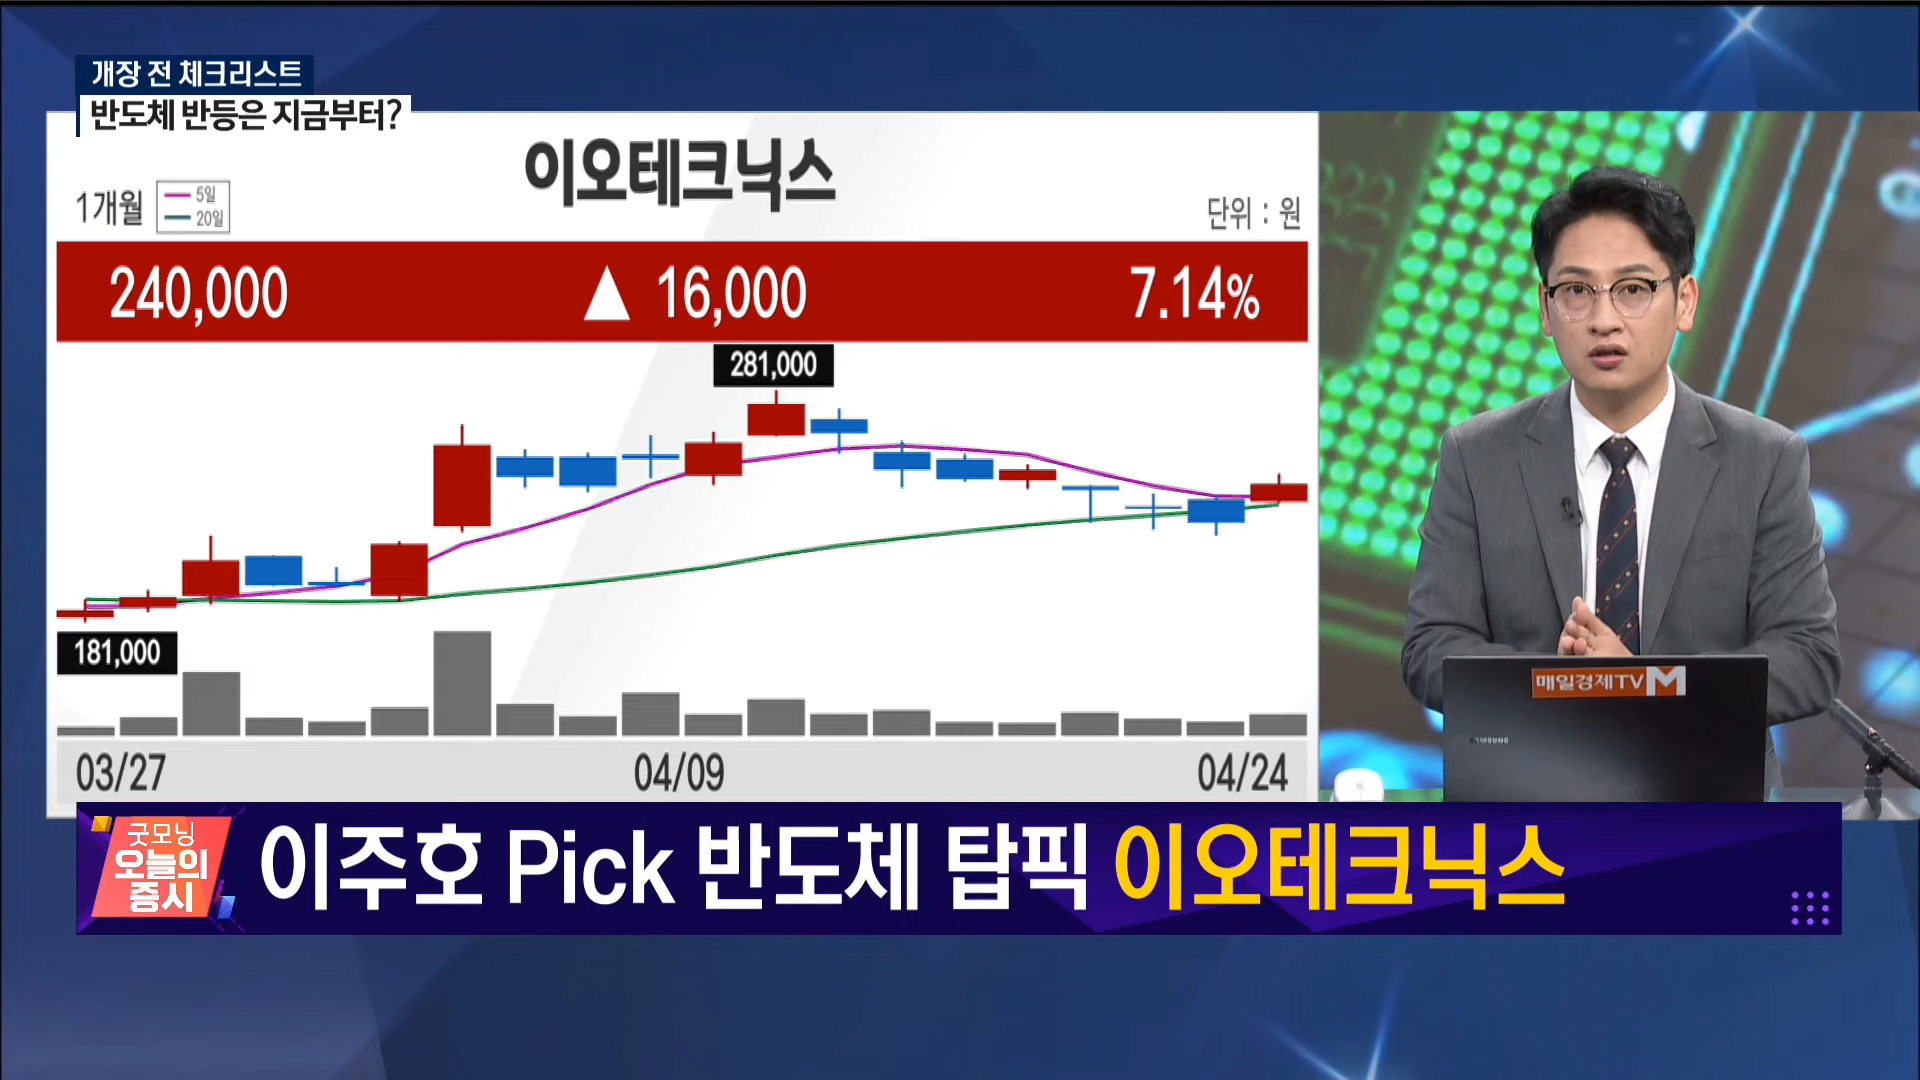 개장 전 체크리스트
반도체 반등은 지금부터?
이오테크닉스
1개월
5일
20일
단위 : 원
240,000 ▲ 16,000 7.14%
281,000
181,000
03/27 04/09 04/24
매일경제TV M
SAMSUNG
굿모닝
오늘의
증시
이주호 Pick 반도체 탑픽 이오테크닉스